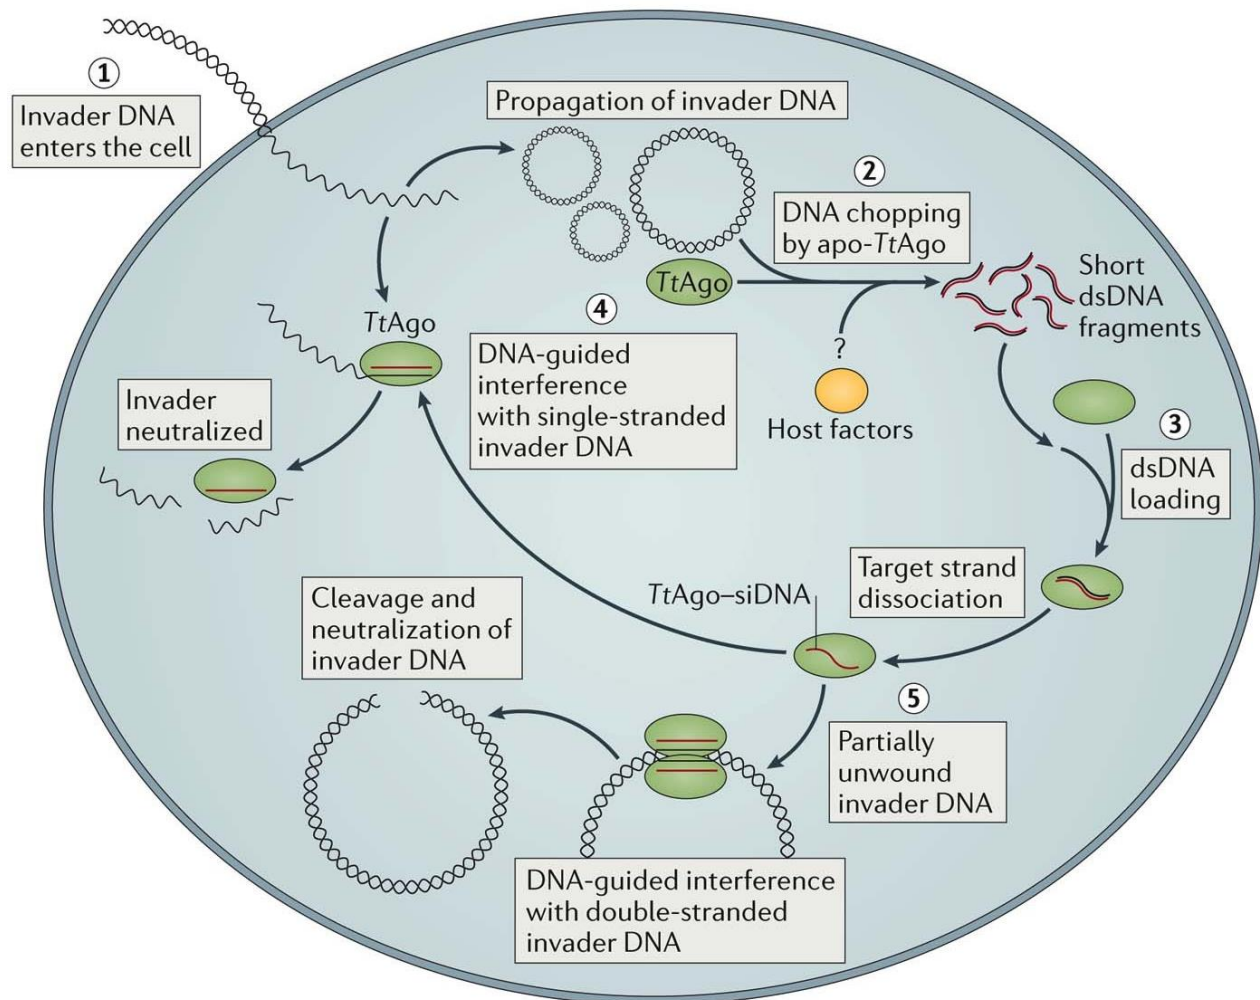 1
Invader DNA
enters the cell
Propagation of invader DNA
2
DNA chopping
by apo-TtAgo
TtAgo
Short
dsDNA
fragments
?
Host factors
3
dsDNA
loading
4
DNA-guided
interference
with single-stranded
invader DNA
TtAgo
Invader
neutralized
Target strand
dissociation
TtAgo–siDNA
5
Partially
unwound
invader DNA
Cleavage and
neutralization of
invader DNA
DNA-guided interference
with double-stranded
invader DNA